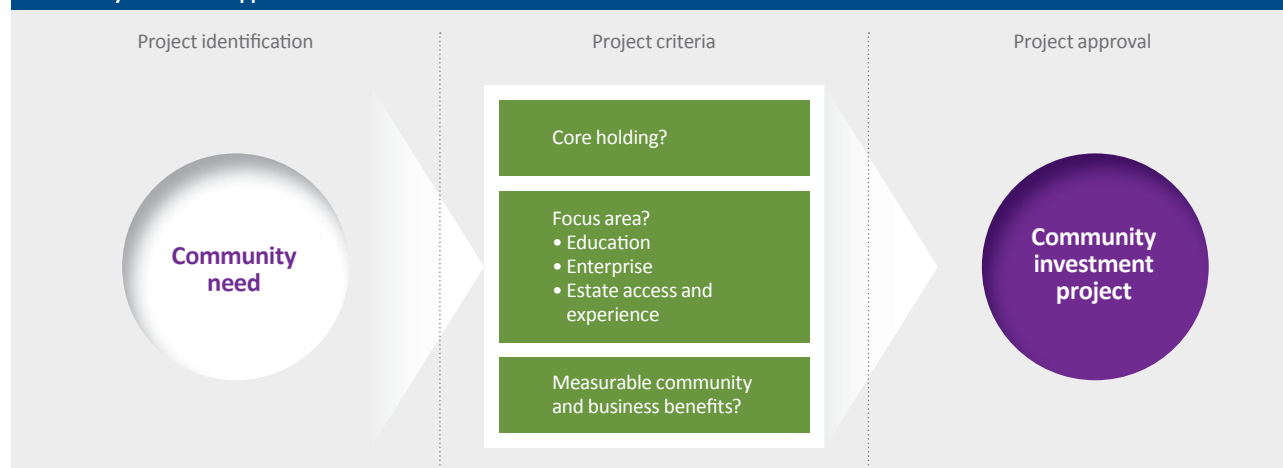 Project identification
Project criteria
Project approval
Community
need
Core holding?
Focus area?
• Education
• Enterprise
• Estate access and
experience
Measurable community
and business benefits?
Community
investment
project